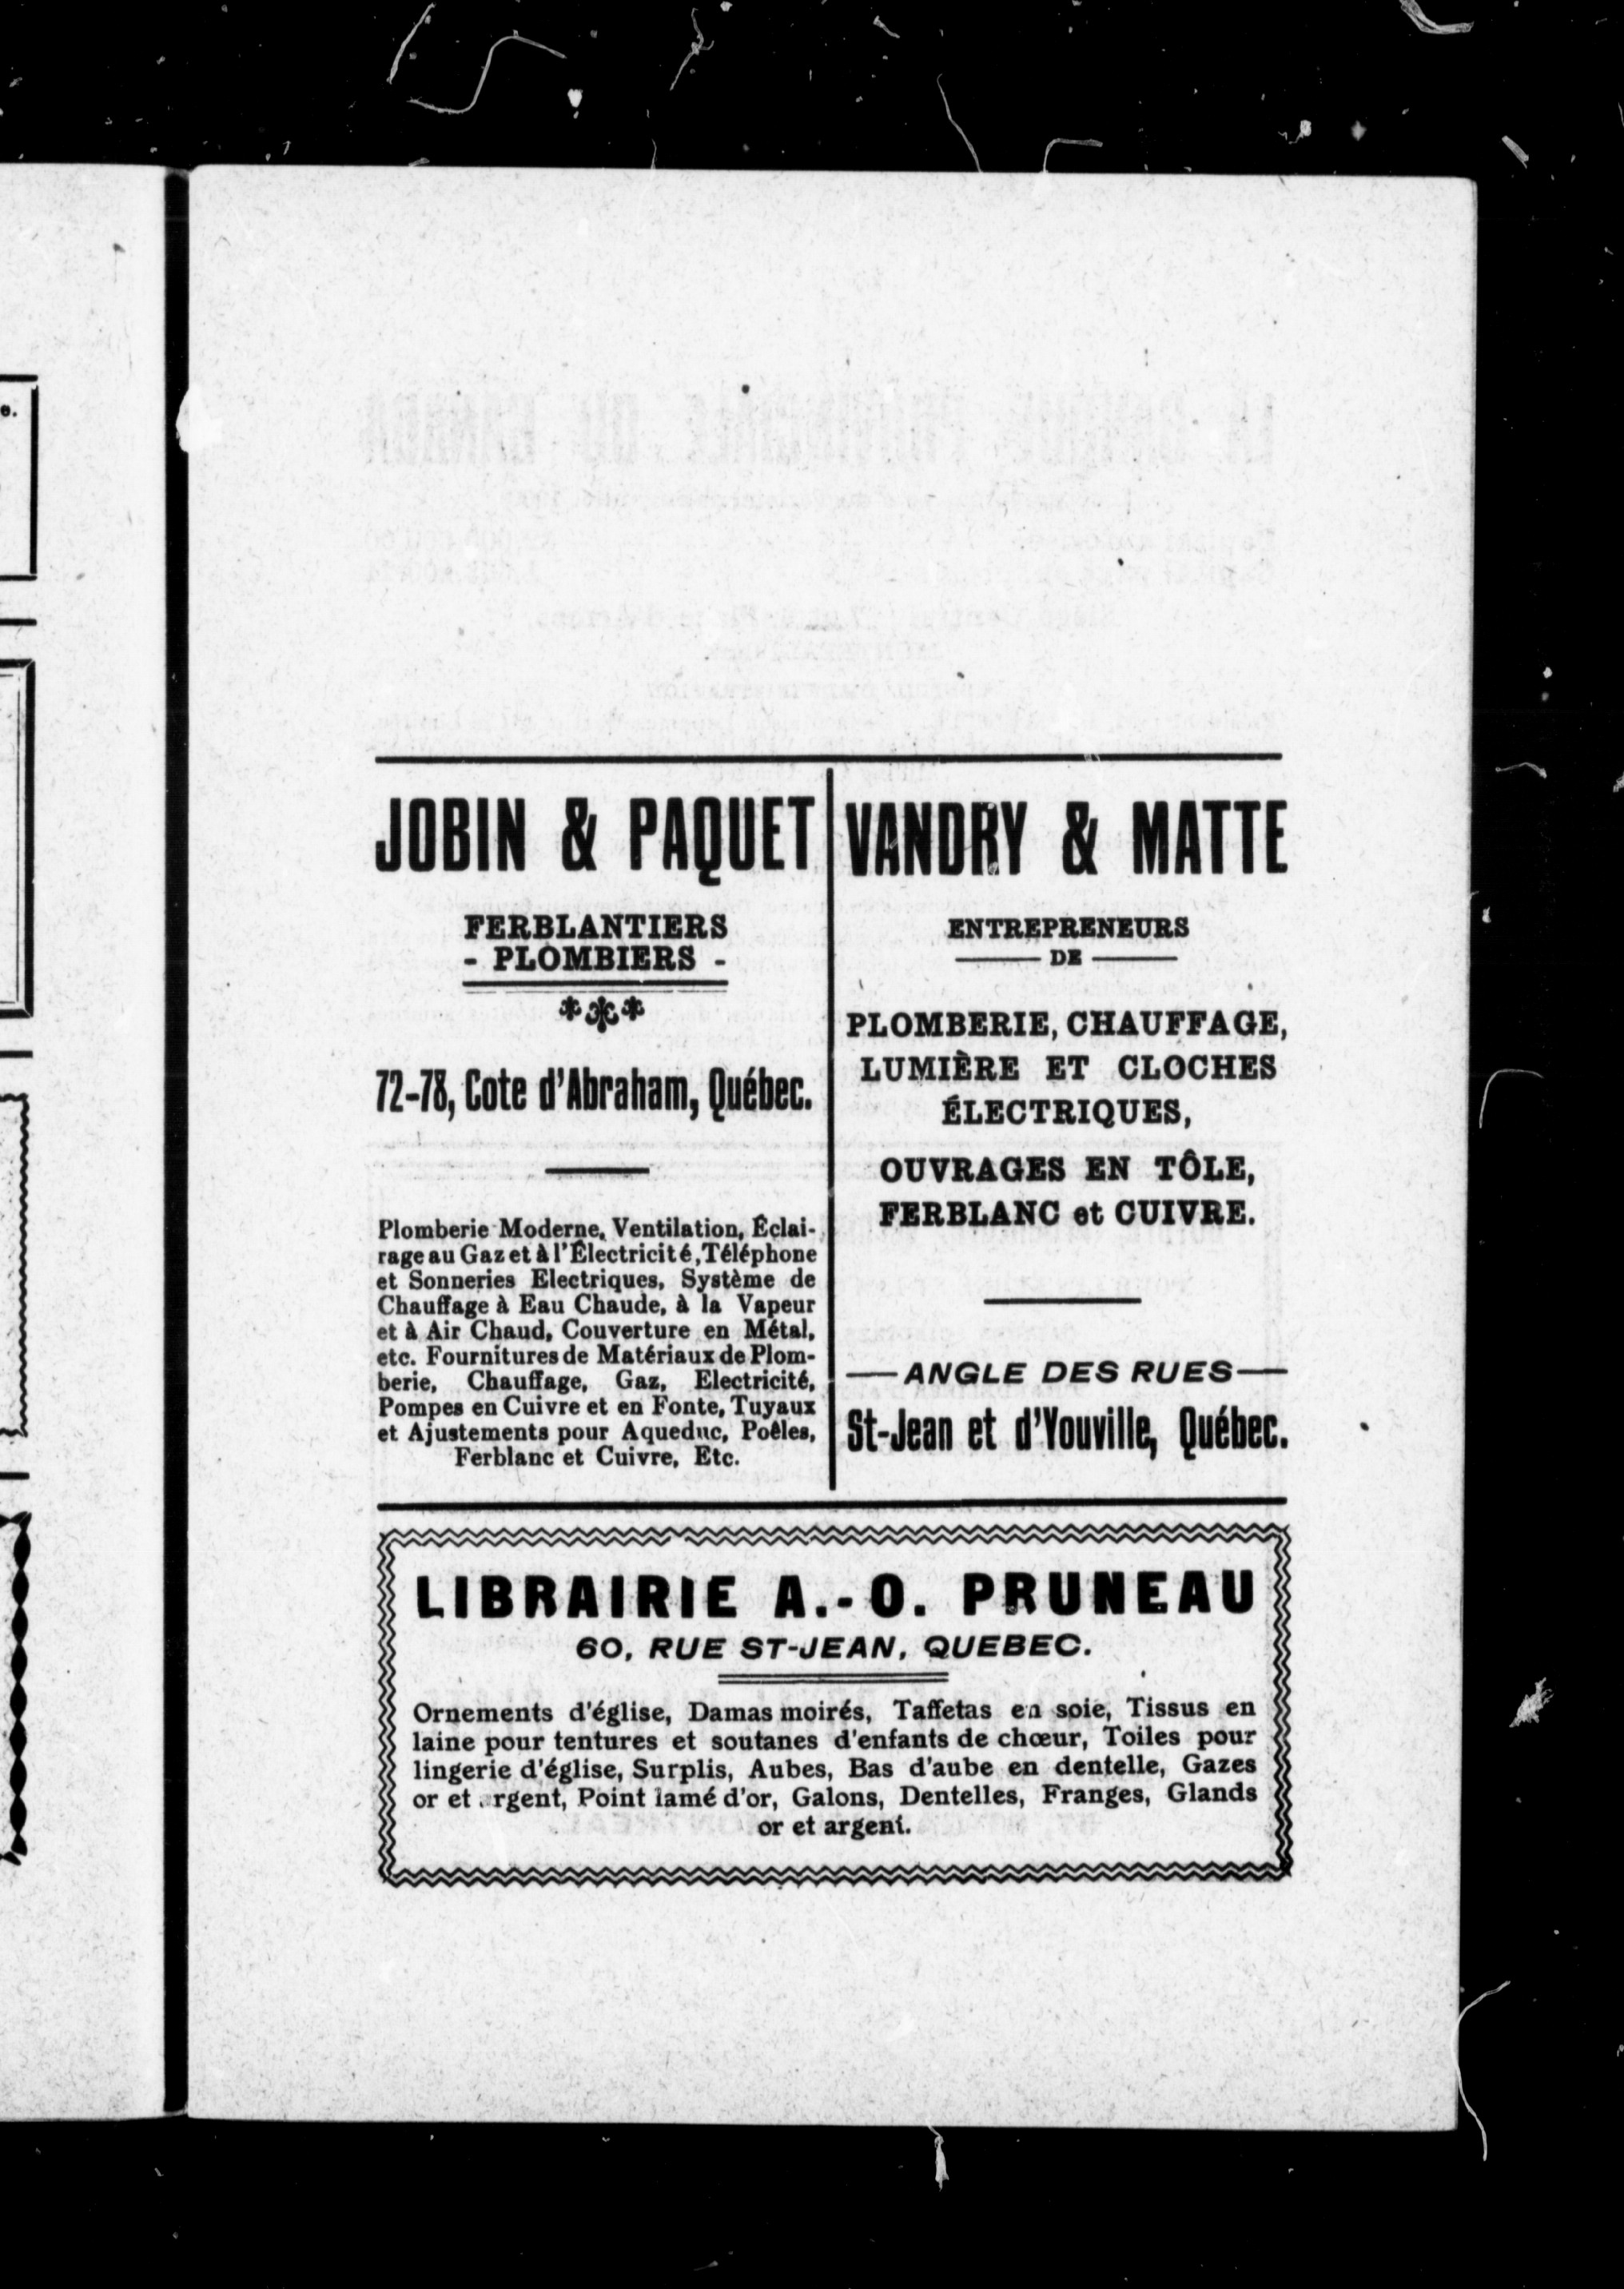 JOBIN & PAQUET
FERBLANTIERS
- PLOMBIERS -
72-78, Cote d'Abraham, Québec.
Plomberie Moderne, Ventilation, Éclai-
rage au Gaz et à l'Électricité, Téléphone
et Sonneries Electriques, Système de
Chauffage à Eau Chaude, à la Vapeur
et à Air Chaud, Couverture en Métal,
etc. Fournitures de Matériaux de Plom-
berie, Chauffage, Gaz, Electricité,
Pompes en Cuivre et en Fonte, Tuyaux
et Ajustements pour Aqueduc, Poêles,
Ferblanc et Cuivre, Etc.
VANDRY & MATTE
ENTREPRENEURS
DE
PLOMBERIE, CHAUFFAGE,
LUMIÈRE ET CLOCHES
ÉLECTRIQUES,
OUVRAGES EN TÔLE,
FERBLANC et CUIVRE.
—ANGLE DES RUES—
St-Jean et d'Youville, Québec.
LIBRAIRIE A.-O. PRUNEAU
60, RUE ST-JEAN, QUEBEC.
Ornements d'église, Damas moirés, Taffetas en soie, Tissus en
laine pour tentures et soutanes d'enfants de chœur, Toiles pour
lingerie d'église, Surplis, Aubes, Bas d'aube en dentelle, Gazes
or et argent, Point lamé d'or, Galons, Dentelles, Franges, Glands
or et argent.